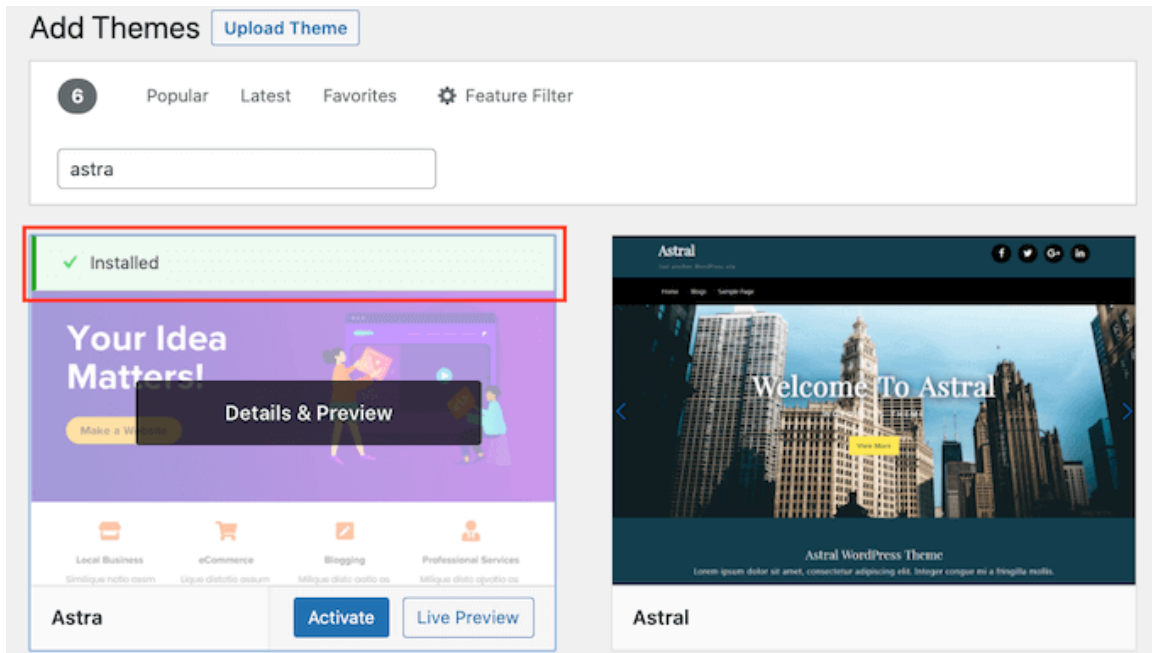 Add Themes Upload Theme
6 Popular Latest Favorites Feature Filter
astra
Installed
Your Idea
Matters!
Details & Preview
Make a
Local Business eCommerce Blogging Professional Services
Astra Activate Live Preview
Astral
Home Blogs Sample Page
Welcome To Astral
View More
Astral WordPress Theme
Lorem ipsum dolor sit amet, consectetur adipiscing elit. Integer congue mi a fringilla mollis.
Astral